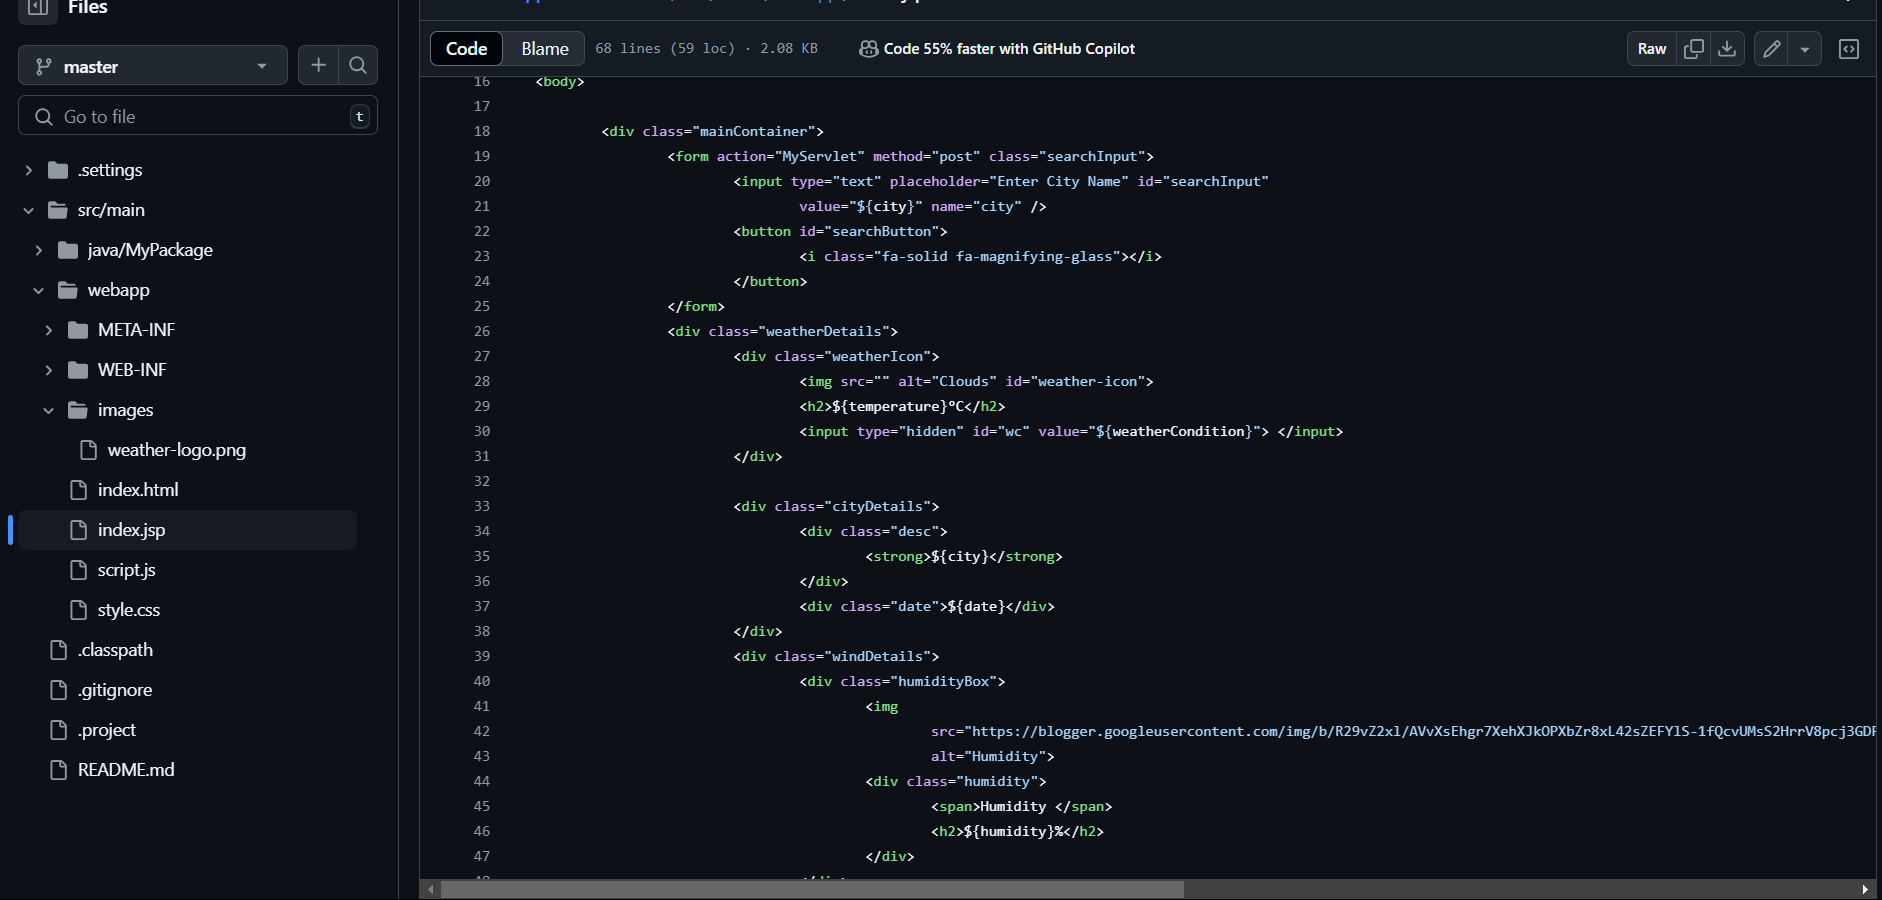 Files
master
Go to file
t
.settings
src/main
java/MyPackage
webapp
META-INF
WEB-INF
images
weather-logo.png
index.html
index.jsp
script.js
style.css
.classpath
.gitignore
.project
README.md
Code Blame 68 lines (59 loc) · 2.08 KB Code 55% faster with GitHub Copilot Raw
16 <body>
17
18 <div class="mainContainer">
19 <form action="MyServlet" method="post" class="searchInput">
20 <input type="text" placeholder="Enter City Name" id="searchInput"
21 value="${city}" name="city" />
22 <button id="searchButton">
23 <i class="fa-solid fa-magnifying-glass"></i>
24 </button>
25 </form>
26 <div class="weatherDetails">
27 <div class="weatherIcon">
28 <img src="" alt="Clouds" id="weather-icon">
29 <h2>${temperature}°C</h2>
30 <input type="hidden" id="wc" value="${weatherCondition}"> </input>
31 </div>
32
33 <div class="cityDetails">
34 <div class="desc">
35 <strong>${city}</strong>
36 </div>
37 <div class="date">${date}</div>
38 </div>
39 <div class="windDetails">
40 <div class="humidityBox">
41 <img
42 src="https://blogger.googleusercontent.com/img/b/R29vZ2xl/AVvXsEhgr7XehXJkOPXbZr8xL42sZEFYlS-1fQcvUMsS2HrrV8pcj3GDF
43 alt="Humidity">
44 <div class="humidity">
45 <span>Humidity </span>
46 <h2>${humidity}%</h2>
47 </div>